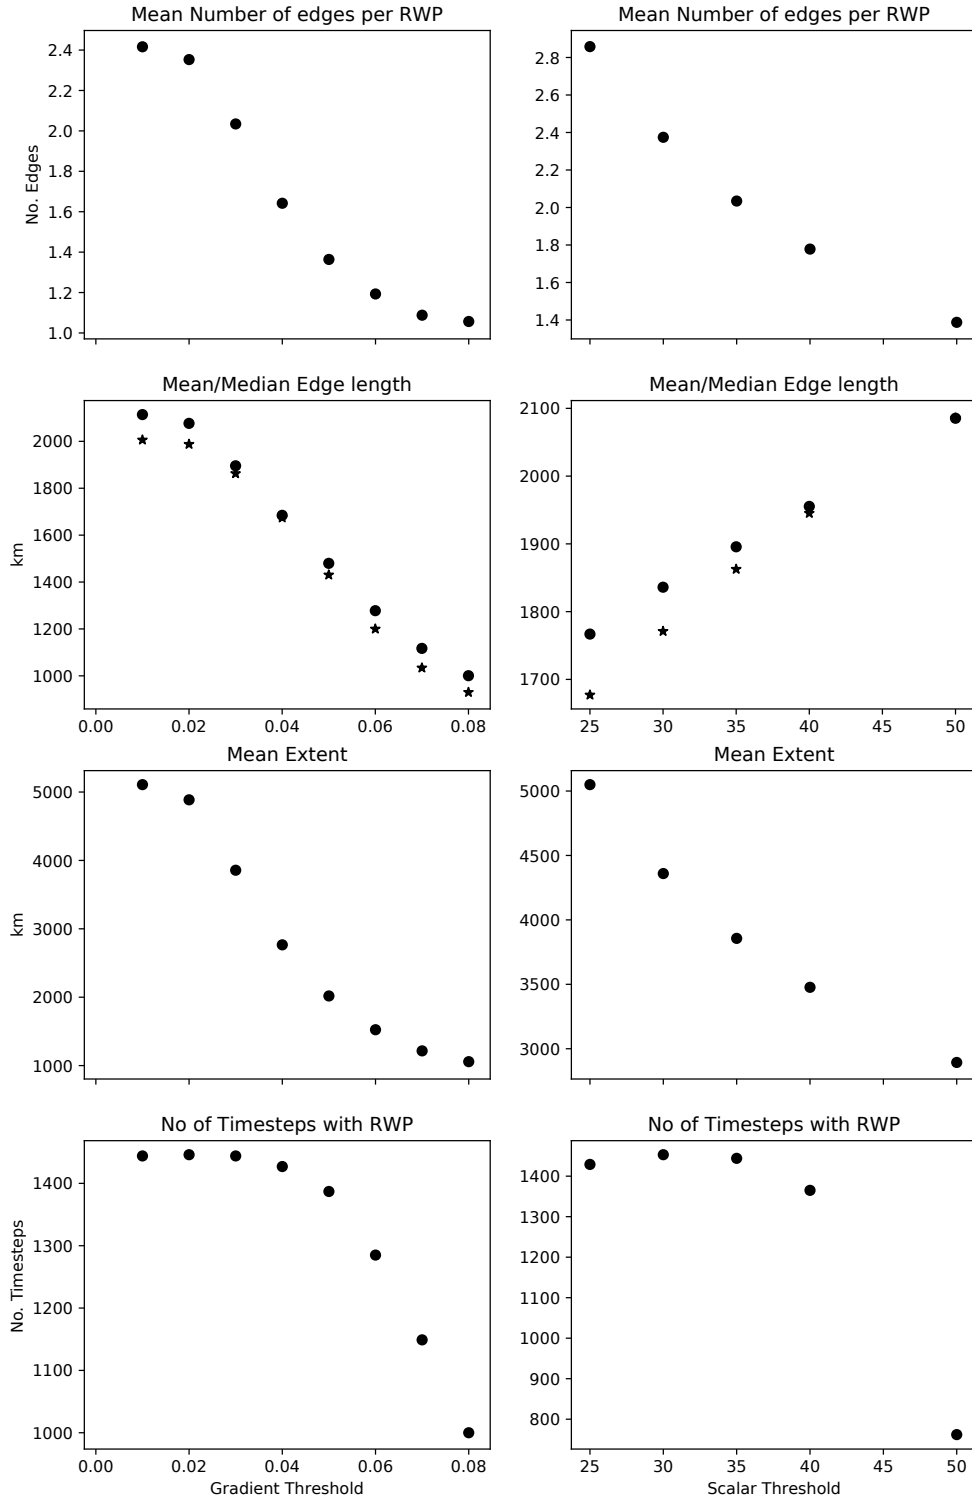 Mean Number of edges per RWP
2.4
2.2
2.0
1.8
1.6
1.4
1.2
1.0
No. Edges
Mean Number of edges per RWP
2.8
2.6
2.4
2.2
2.0
1.8
1.6
1.4
Mean/Median Edge length
2000
1800
1600
1400
1200
1000
km
0.00 0.02 0.04 0.06 0.08
Mean/Median Edge length
2100
2000
1900
1800
1700
25 30 35 40 45 50
Mean Extent
5000
4000
3000
2000
1000
km
Mean Extent
5000
4500
4000
3500
3000
No of Timesteps with RWP
1400
1300
1200
1100
1000
No. Timesteps
0.00 0.02 0.04 0.06 0.08
Gradient Threshold
No of Timesteps with RWP
1400
1300
1200
1100
1000
900
800
25 30 35 40 45 50
Scalar Threshold